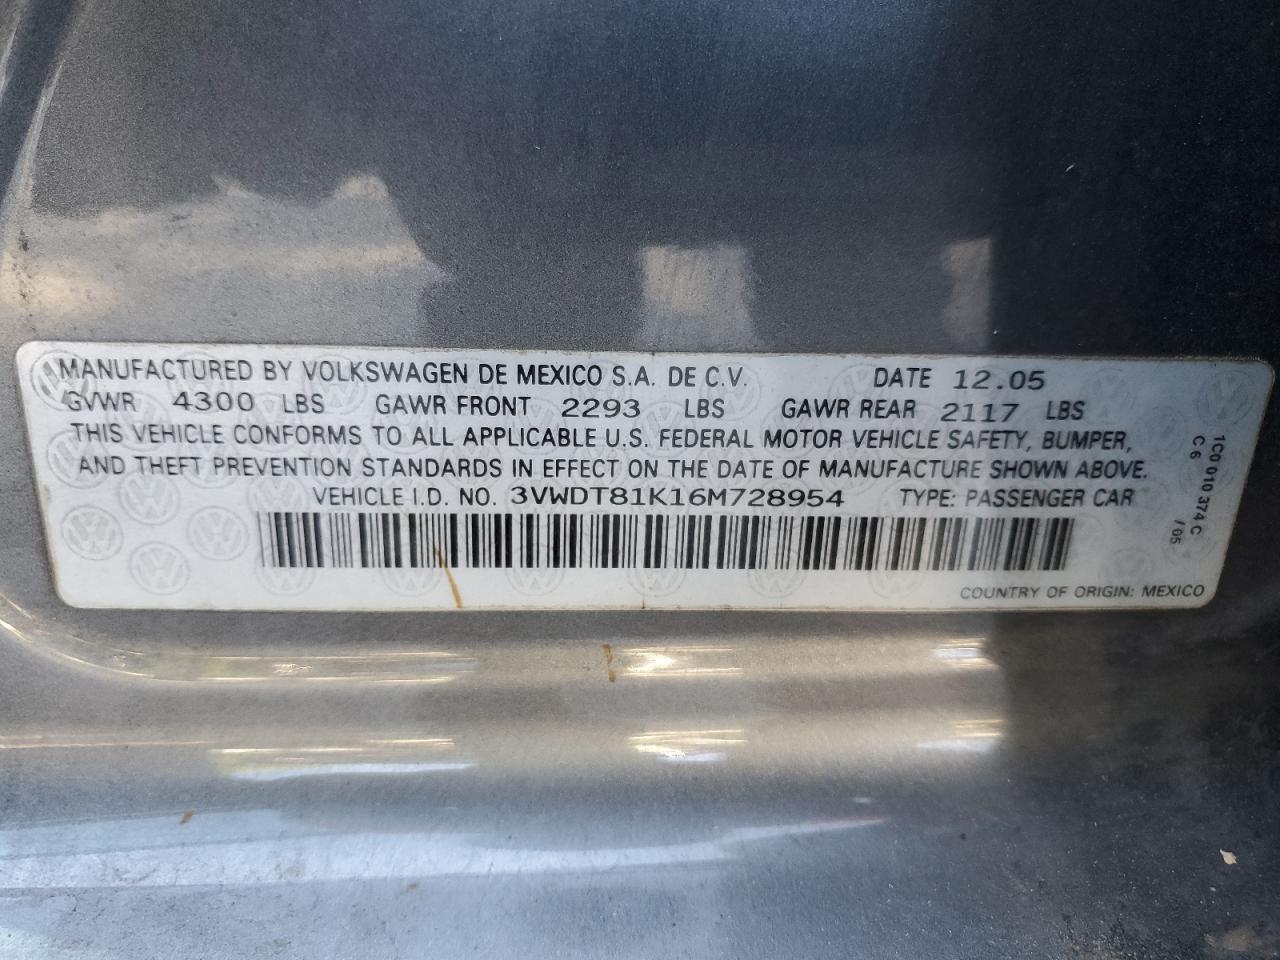 MANUFACTURED BY VOLKSWAGEN DE MEXICO S.A. DE C.V. DATE 12.05
GVWR 4300 LBS GAWR FRONT 2293 LBS GAWR REAR 2117 LBS
THIS VEHICLE CONFORMS TO ALL APPLICABLE U.S. FEDERAL MOTOR VEHICLE SAFETY, BUMPER,
AND THEFT PREVENTION STANDARDS IN EFFECT ON THE DATE OF MANUFACTURE SHOWN ABOVE.
VEHICLE I.D. NO. 3VWDT81K16M728954 TYPE: PASSENGER CAR
COUNTRY OF ORIGIN: MEXICO
1C0 010 374 C
C6 /05